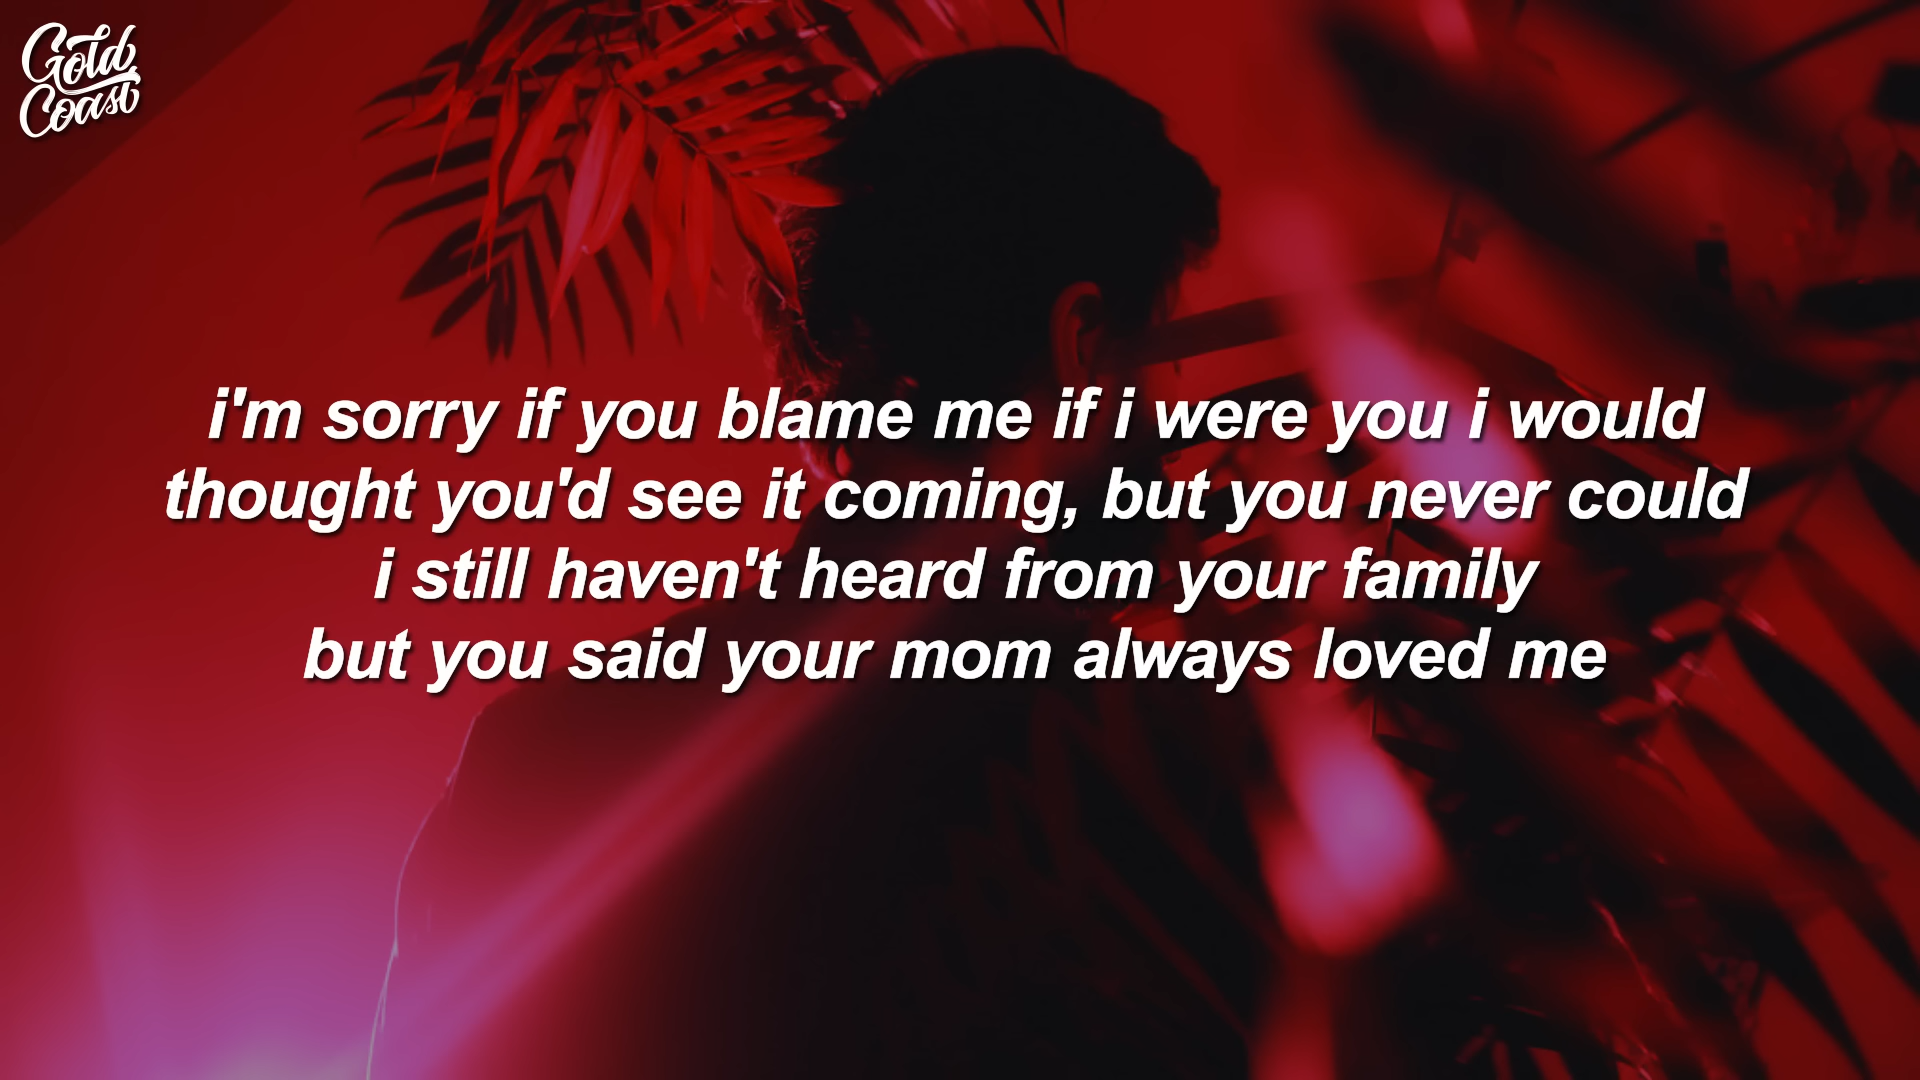 Gold
Coast
i'm sorry if you blame me if i were you i would
thought you'd see it coming, but you never could
i still haven't heard from your family
but you said your mom always loved me